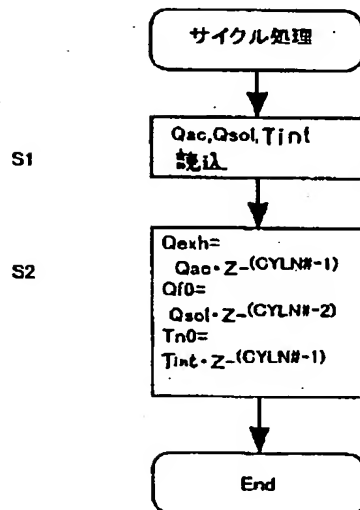 サイクル処理
S1
Qac,Qsol,Tint
読込
S2
Qexh=
Qac・Z-(CYLN#-1)
Qf0=
Qsol・Z-(CYLN#-2)
Tn0=
Tint・Z-(CYLN#-1)
End